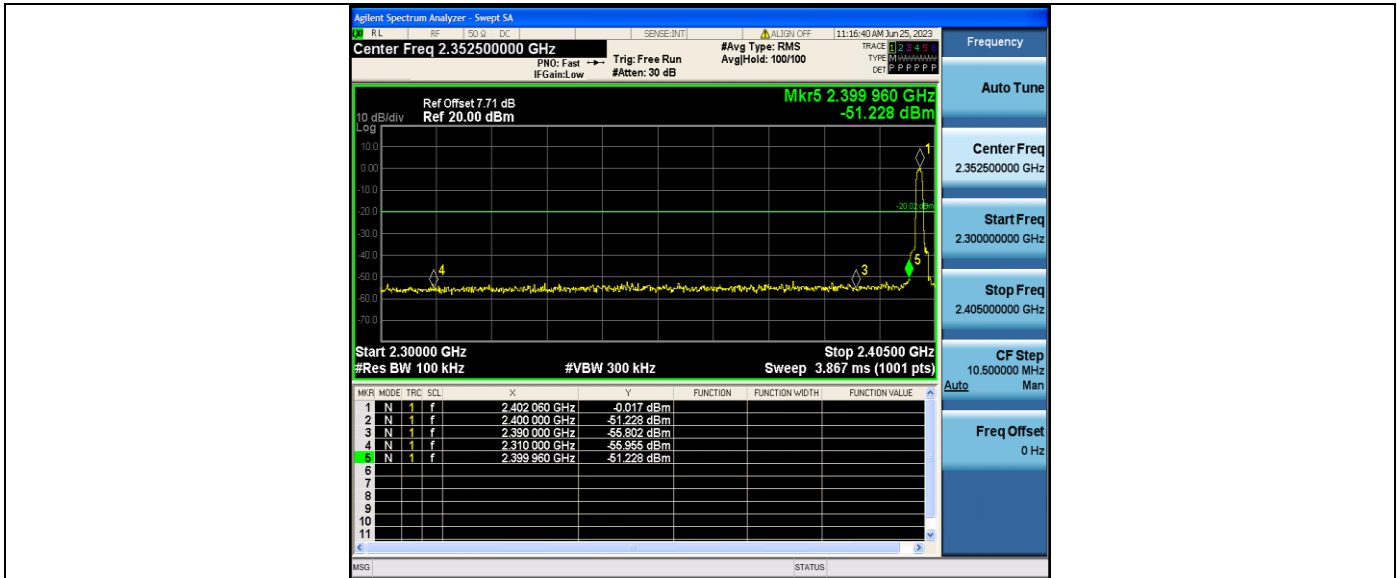 Agilent Spectrum Analyzer - Swept SA
RL RF 50 Ω DC SENSE:INT ALIGN OFF 11:16:40 AM Jun 25, 2023
Center Freq 2.352500000 GHz
PNO: Fast
IFGain:Low
Trig: Free Run
#Atten: 30 dB
#Avg Type: RMS
Avg|Hold: 100/100
TRACE 1 2 3 4 5 6
TYPE M
DET P P P P P P
Ref Offset 7.71 dB
10 dB/div Ref 20.00 dBm
Log
Mkr5 2.399 960 GHz
-51.228 dBm
10.0
0.00
-10.0
-20.0
-30.0
-40.0
-50.0
-60.0
-70.0
1
-20.02 dBm
5
4
3
Start 2.30000 GHz Stop 2.40500 GHz
#Res BW 100 kHz #VBW 300 kHz Sweep 3.867 ms (1001 pts)
MKR MODE TRC SCL X Y FUNCTION FUNCTION WIDTH FUNCTION VALUE
1 N 1 f 2.402 060 GHz -0.017 dBm
2 N 1 f 2.400 000 GHz -51.228 dBm
3 N 1 f 2.390 000 GHz -55.802 dBm
4 N 1 f 2.310 000 GHz -55.955 dBm
5 N 1 f 2.399 960 GHz -51.228 dBm
6
7
8
9
10
11
MSG STATUS
Frequency
Auto Tune
Center Freq
2.352500000 GHz
Start Freq
2.300000000 GHz
Stop Freq
2.405000000 GHz
CF Step
10.500000 MHz
Auto Man
Freq Offset
0 Hz